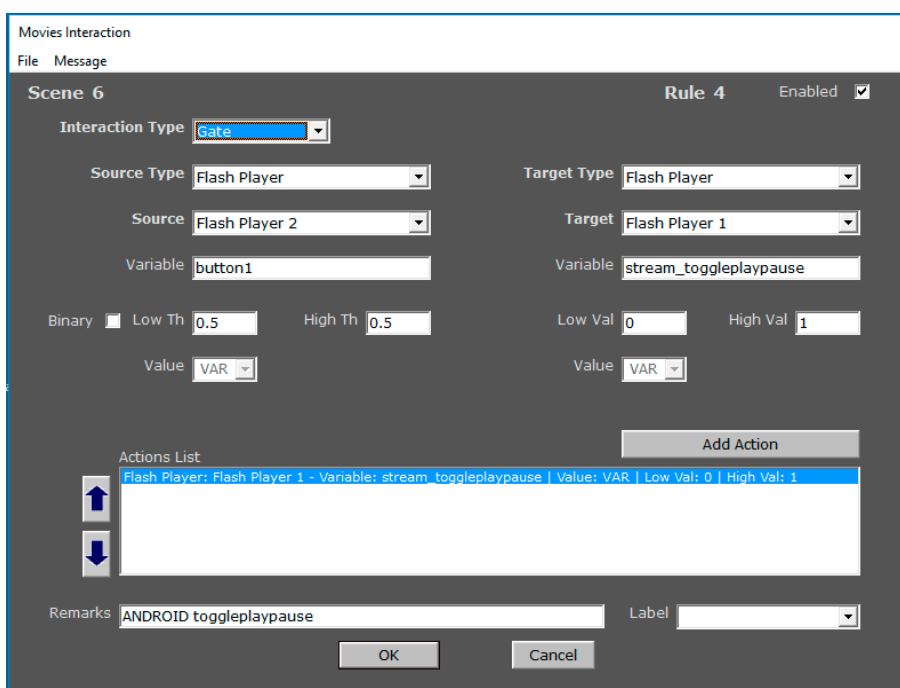 Movies Interaction
File Message
Scene 6 Rule 4 Enabled
Interaction Type Gate
Source Type Flash Player Target Type Flash Player
Source Flash Player 2 Target Flash Player 1
Variable button1 Variable stream_toggleplaypause
Binary Low Th 0.5 High Th 0.5 Low Val 0 High Val 1
Value VAR Value VAR
Add Action
Actions List
Flash Player: Flash Player 1 - Variable: stream_toggleplaypause | Value: VAR | Low Val: 0 | High Val: 1
Remarks ANDROID toggleplaypause Label
OK Cancel